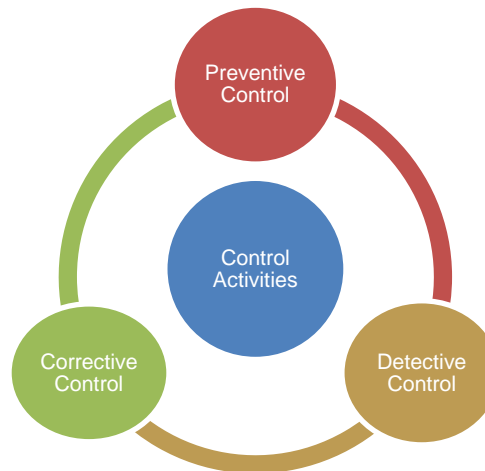 Preventive
Control
Control
Activities
Corrective
Control
Detective
Control